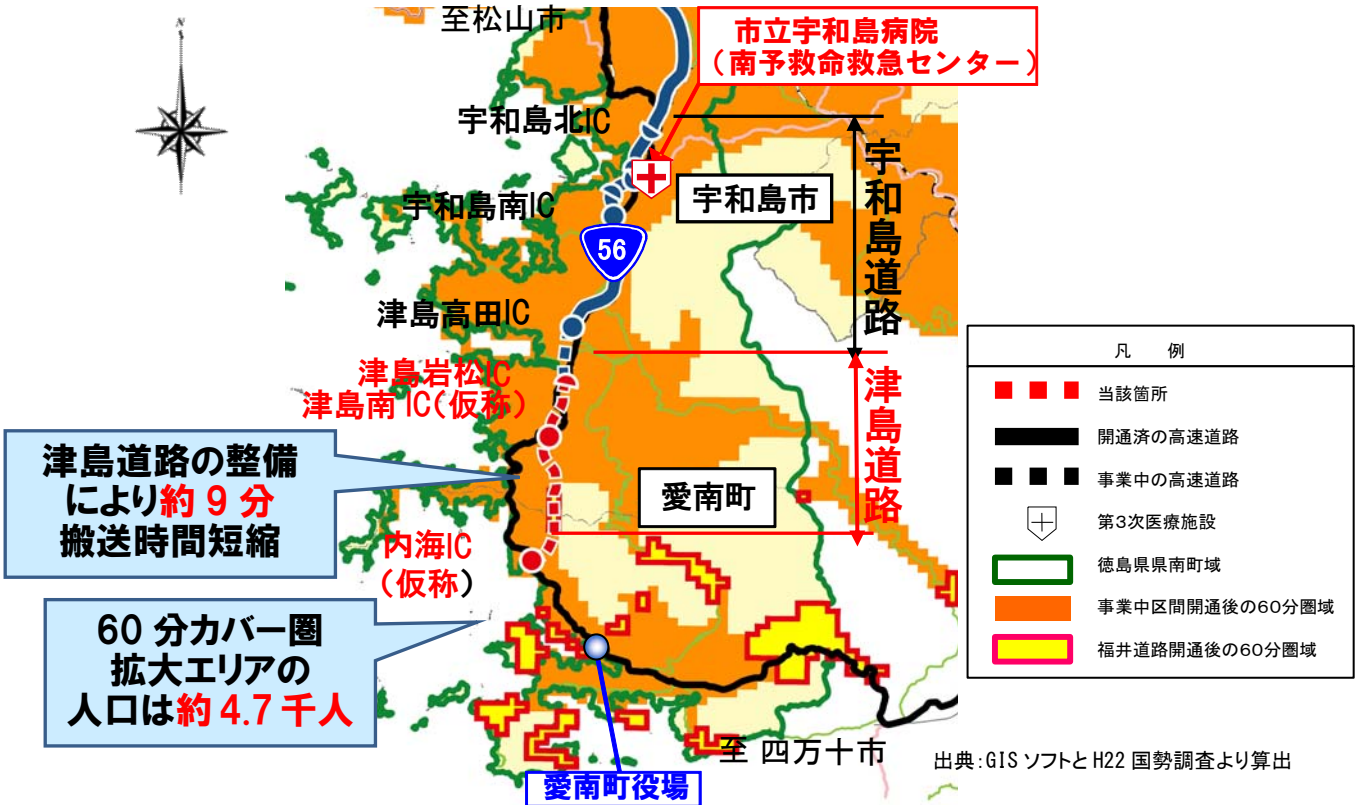 N
至松山市
市立宇和島病院
（南予救命救急センター）
宇和島北IC
宇和島市
宇和島道路
宇和島南IC
56
津島高田IC
津島岩松IC
津島南IC(仮称)
津島道路
津島道路の整備
により約9分
搬送時間短縮
愛南町
内海IC
(仮称)
60分カバー圏
拡大エリアの
人口は約4.7千人
至 四万十市
愛南町役場
凡　例
当該箇所
開通済の高速道路
事業中の高速道路
第3次医療施設
徳島県県南町域
事業中区間開通後の60分圏域
福井道路開通後の60分圏域
出典:GISソフトとH22国勢調査より算出